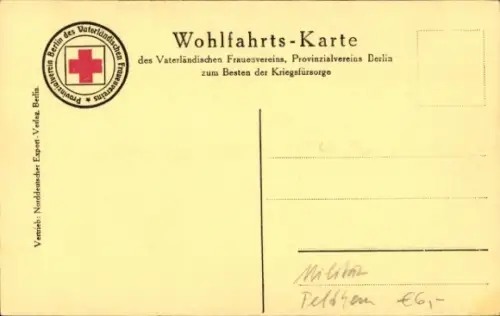 Provinzialverein Berlin des Vaterländischen Frauenvereins ★
Wohlfahrts-Karte
des Vaterländischen Frauenvereins, Provinzialvereins Berlin
zum Besten der Kriegsfürsorge
Vertrieb: Norddeutscher Export-Verlag, Berlin.
Militär
€6,-